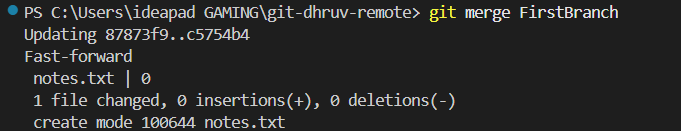 PS C:\Users\ideapad GAMING\git-dhruv-remote> git merge FirstBranch
Updating 87873f9..c5754b4
Fast-forward
 notes.txt | 0
 1 file changed, 0 insertions(+), 0 deletions(-)
 create mode 100644 notes.txt